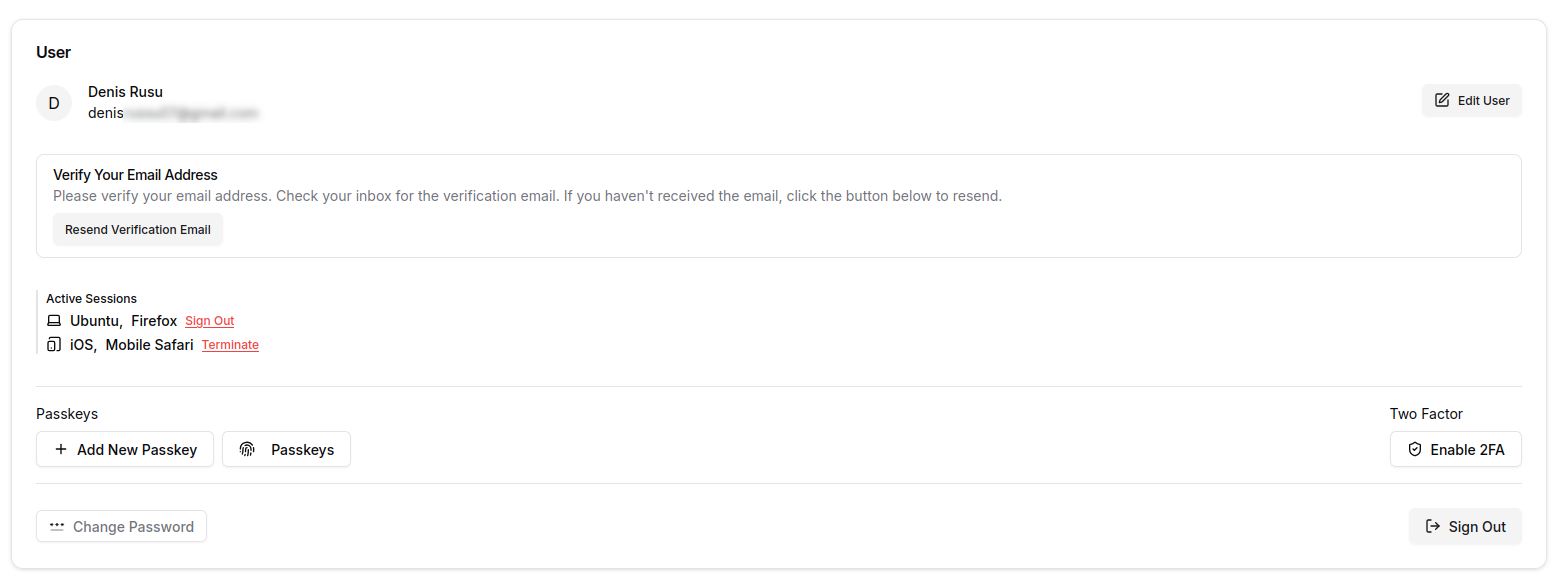 User
D
Denis Rusu
denis
Edit User
Verify Your Email Address
Please verify your email address. Check your inbox for the verification email. If you haven't received the email, click the button below to resend.
Resend Verification Email
Active Sessions
Ubuntu, Firefox Sign Out
iOS, Mobile Safari Terminate
Passkeys
Add New Passkey
Passkeys
Two Factor
Enable 2FA
Change Password
Sign Out